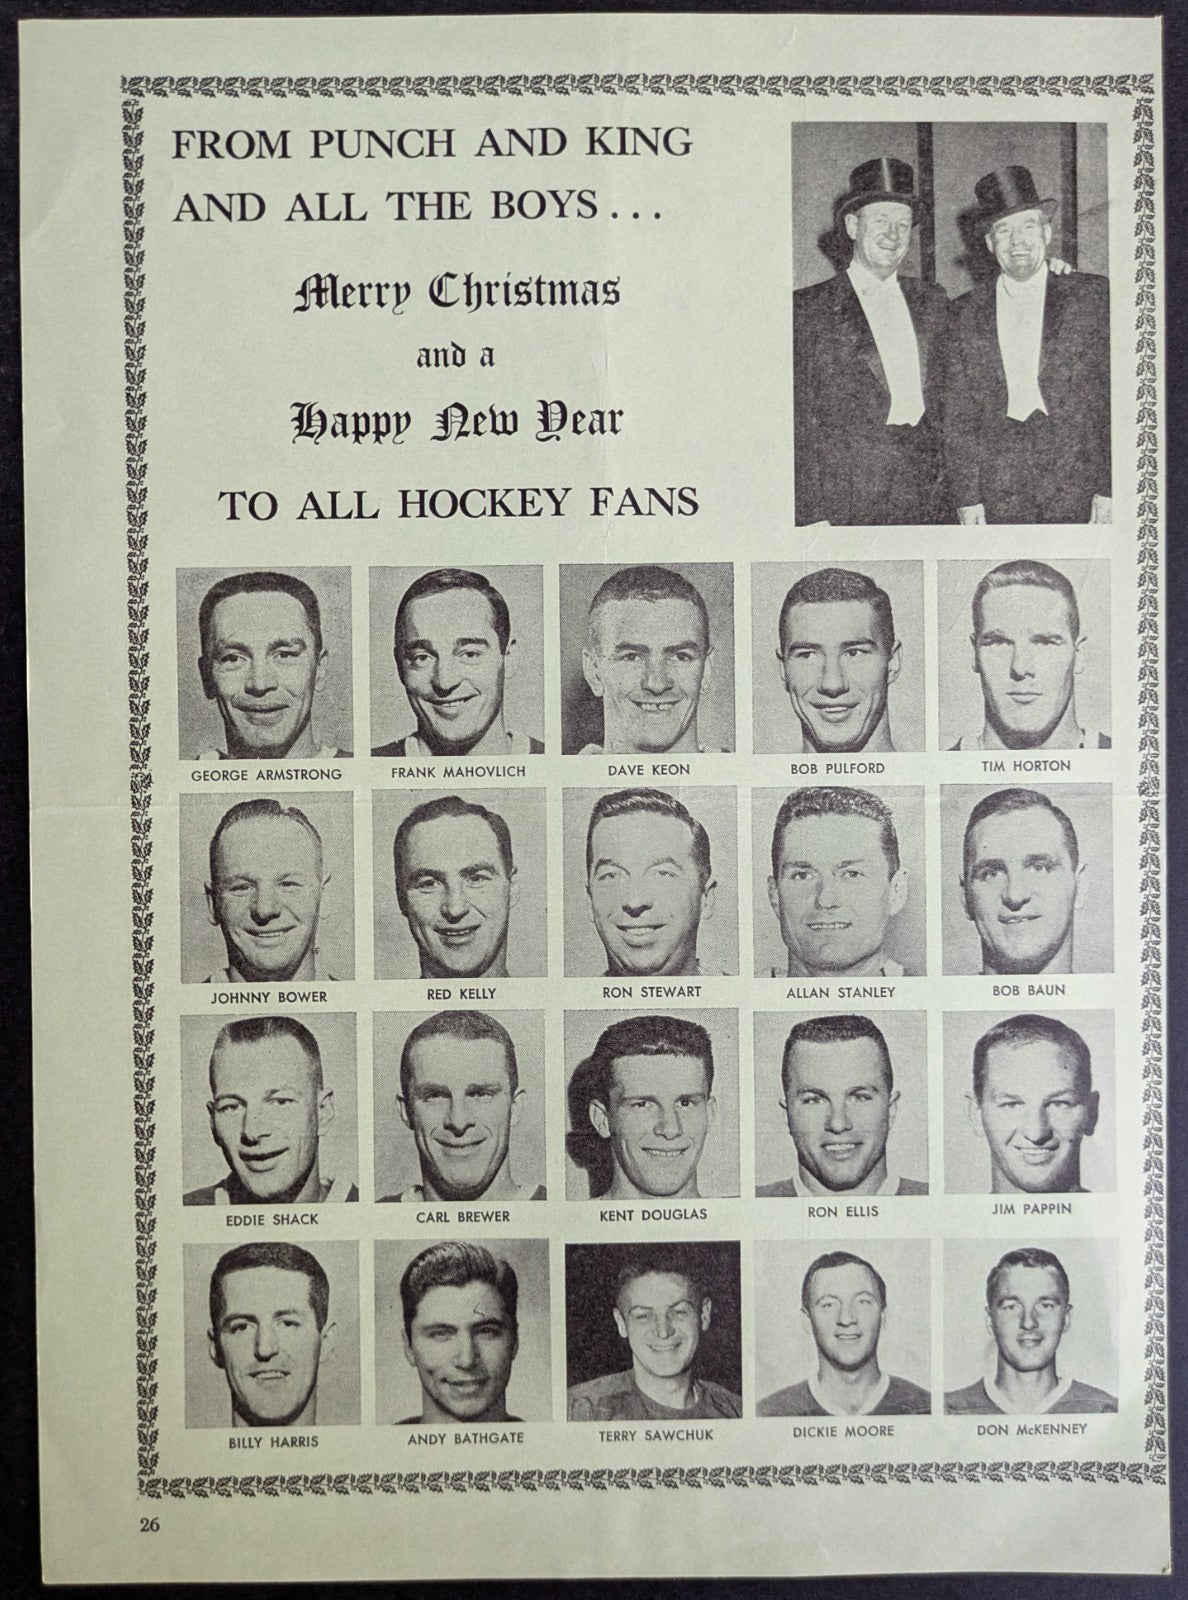 FROM PUNCH AND KING
AND ALL THE BOYS...
Merry Christmas
and a
Happy New Year
TO ALL HOCKEY FANS
GEORGE ARMSTRONG
FRANK MAHOVLICH
DAVE KEON
BOB PULFORD
TIM HORTON
JOHNNY BOWER
RED KELLY
RON STEWART
ALLAN STANLEY
BOB BAUN
EDDIE SHACK
CARL BREWER
KENT DOUGLAS
RON ELLIS
JIM PAPPIN
BILLY HARRIS
ANDY BATHGATE
TERRY SAWCHUK
DICKIE MOORE
DON McKENNEY
26